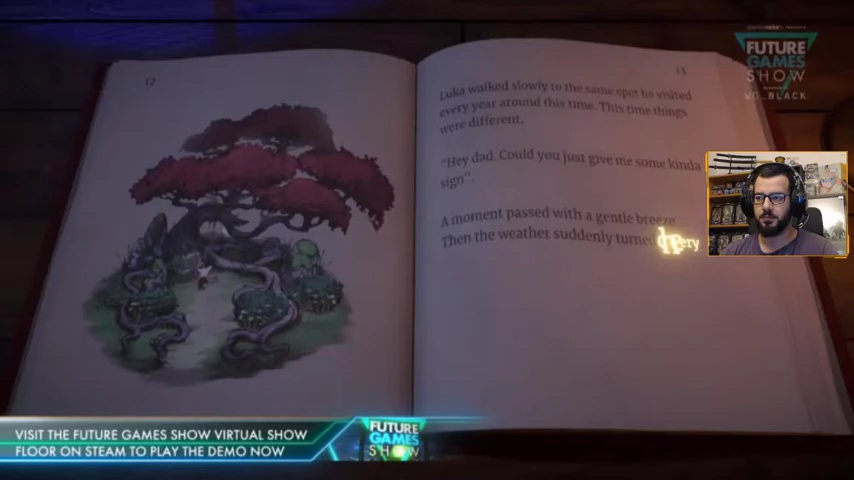 12
13
Luka walked slowly to the same spot he visited
every year around this time. This time things
were different.
"Hey dad. Could you just give me some kinda
sign".
A moment passed with a gentle breeze
Then the weather suddenly turned
FUTURE
GAMES
SHOW
VISIT THE FUTURE GAMES SHOW VIRTUAL SHOW
FLOOR ON STEAM TO PLAY THE DEMO NOW
FUTURE
GAMES
SHOW